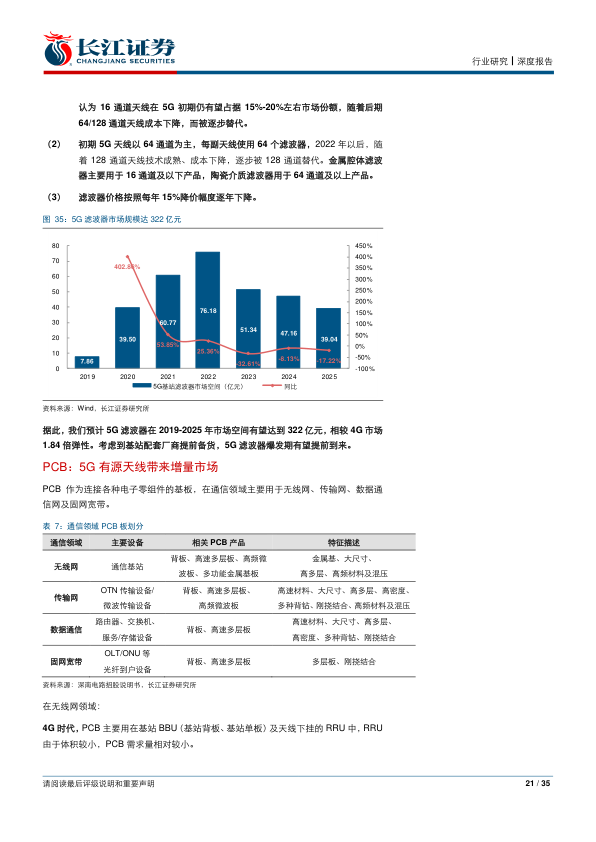 长江证券
CHANGJIANG SECURITIES
行业研究┃深度报告
认为 16 通道天线在 5G 初期仍有望占据 15%-20%左右市场份额，随着后期
64/128 通道天线成本下降，而被逐步替代。
（2） 初期 5G 天线以 64 通道为主，每副天线使用 64 个滤波器，2022 年以后，随
着 128 通道天线技术成熟、成本下降，逐步被 128 通道替代。金属腔体滤波
器主要用于 16 通道及以下产品，陶瓷介质滤波器用于 64 通道及以上产品。
（3） 滤波器价格按照每年 15%降价幅度逐年下降。
图 35：5G 滤波器市场规模达 322 亿元
80 450%
70 400%
60 350%
50 300%
40 250%
30 200%
20 150%
10 100%
0 50%
0%
-50%
-100%
7.86 39.50 60.77 76.18 51.34 47.16 39.04
402.84% 53.85% 25.36% -32.61% -8.13% -17.22%
2019 2020 2021 2022 2023 2024 2025
5G基站滤波器市场空间（亿元） 同比
资料来源：Wind，长江证券研究所
据此，我们预计 5G 滤波器在 2019-2025 年市场空间有望达到 322 亿元，相较 4G 市场
1.84 倍弹性。考虑到基站配套厂商提前备货，5G 滤波器爆发期有望提前到来。
PCB：5G 有源天线带来增量市场
PCB 作为连接各种电子零组件的基板，在通信领域主要用于无线网、传输网、数据通
信网及固网宽带。
表 7：通信领域 PCB 板划分
通信领域 主要设备 相关 PCB 产品 特征描述
无线网 通信基站 背板、高速多层板、高频微
波板、多功能金属基板 金属基、大尺寸、
高多层、高频材料及混压
传输网 OTN 传输设备/
微波传输设备 背板、高速多层板、
高频微波板 高速材料、大尺寸、高多层、高密度、
多种背钻、刚挠结合、高频材料及混压
数据通信 路由器、交换机、
服务/存储设备 背板、高速多层板 高速材料、大尺寸、高多层、
高密度、多种背钻、刚挠结合
固网宽带 OLT/ONU 等
光纤到户设备 背板、高速多层板 多层板、刚挠结合
资料来源：深南电路招股说明书，长江证券研究所
在无线网领域：
4G 时代，PCB 主要用在基站 BBU（基站背板、基站单板）及天线下挂的 RRU 中，RRU
由于体积较小，PCB 需求量相对较小。
请阅读最后评级说明和重要声明
21 / 35